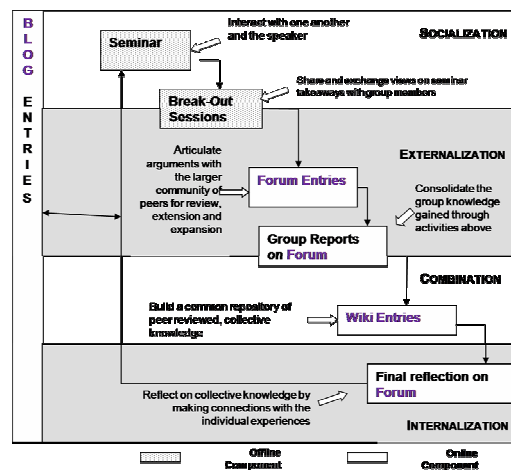 BLOG ENTRIES
SOCIALIZATION
Seminar
Interest with one another
and the speaker
Break-Out
Sessions
Share and exchange views on seminar
takeaways with group members
EXTERNALIZATION
Articulate
arguments with
the larger
community of
peers for review,
extension and
expansion
Forum Entries
Consolidate the
group knowledge
gained through
activities above
Group Reports
on Forum
COMBINATION
Build a common repository of
peer reviewed, collective
knowledge
Wiki Entries
Final reflection on
Forum
Reflect on collective knowledge by
making connections with the
individual experiences
INTERNALIZATION
Offline
Component
Online
Component